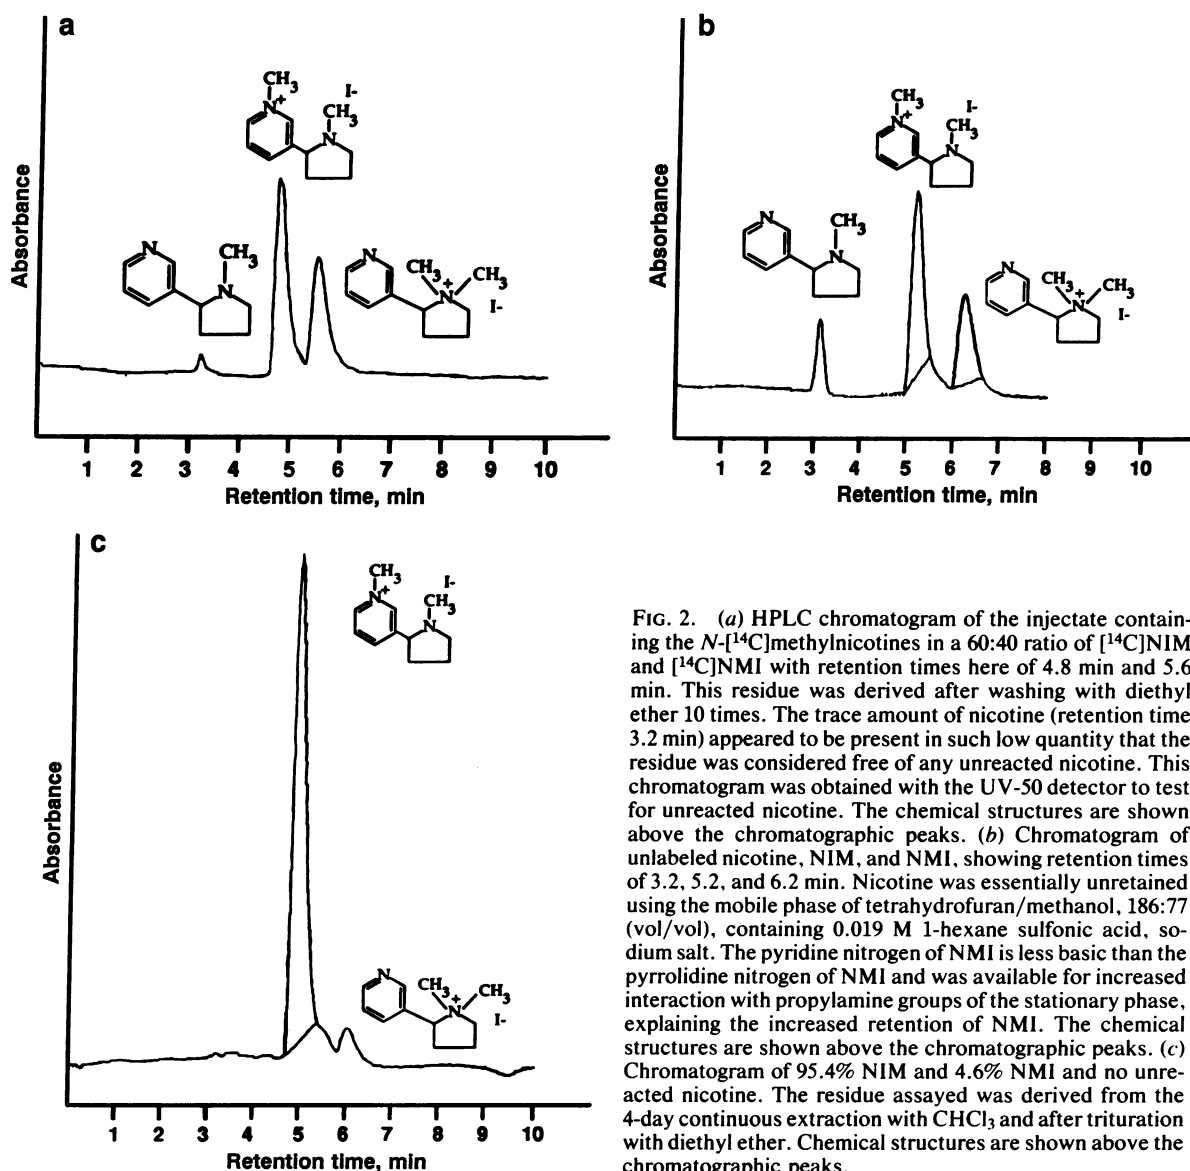 a
CH3
N+
I-
CH3
N
N
CH3
N
N
CH3 CH3
N+
I-
Absorbance
1 2 3 4 5 6 7 8 9 10
Retention time, min
b
CH3
N+
I-
CH3
N
N
CH3
N
N
CH3 CH3
N+
I-
Absorbance
1 2 3 4 5 6 7 8 9 10
Retention time, min
c
CH3
N+
I-
CH3
N
N
CH3 CH3
N+
I-
Absorbance
1 2 3 4 5 6 7 8 9 10
Retention time, min
FIG. 2. (a) HPLC chromatogram of the injectate contain-
ing the N-[14C]methylnicotines in a 60:40 ratio of [14C]NIM
and [14C]NMI with retention times here of 4.8 min and 5.6
min. This residue was derived after washing with diethyl
ether 10 times. The trace amount of nicotine (retention time
3.2 min) appeared to be present in such low quantity that the
residue was considered free of any unreacted nicotine. This
chromatogram was obtained with the UV-50 detector to test
for unreacted nicotine. The chemical structures are shown
above the chromatographic peaks. (b) Chromatogram of
unlabeled nicotine, NIM, and NMI, showing retention times
of 3.2, 5.2, and 6.2 min. Nicotine was essentially unretained
using the mobile phase of tetrahydrofuran/methanol, 186:77
(vol/vol), containing 0.019 M 1-hexane sulfonic acid, so-
dium salt. The pyridine nitrogen of NMI is less basic than the
pyrrolidine nitrogen of NMI and was available for increased
interaction with propylamine groups of the stationary phase,
explaining the increased retention of NMI. The chemical
structures are shown above the chromatographic peaks. (c)
Chromatogram of 95.4% NIM and 4.6% NMI and no unre-
acted nicotine. The residue assayed was derived from the
4-day continuous extraction with CHCl3 and after trituration
with diethyl ether. Chemical structures are shown above the
chromatographic peaks.